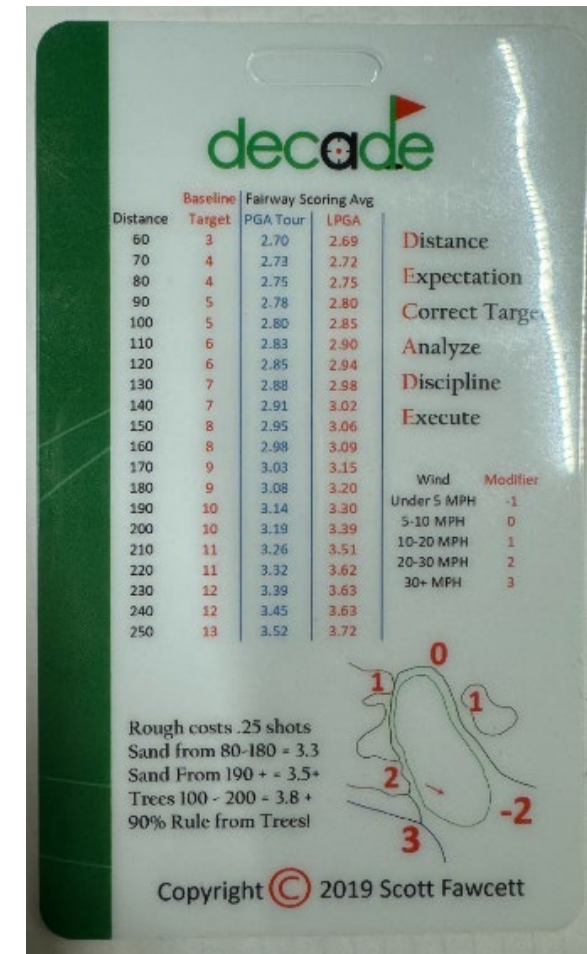 decade
Baseline Fairway Scoring Avg
Distance Target PGA Tour LPGA
60 3 2.70 2.69
70 4 2.73 2.72
80 4 2.75 2.75
90 5 2.78 2.80
100 5 2.80 2.85
110 6 2.83 2.90
120 6 2.85 2.94
130 7 2.88 2.98
140 7 2.91 3.02
150 8 2.95 3.06
160 8 2.98 3.09
170 9 3.03 3.15
180 9 3.08 3.20
190 10 3.14 3.30
200 10 3.19 3.39
210 11 3.26 3.51
220 11 3.32 3.62
230 12 3.39 3.63
240 12 3.45 3.63
250 13 3.52 3.72
Distance
Expectation
Correct Targe
Analyze
Discipline
Execute
Wind Modifier
Under 5 MPH -1
5-10 MPH 0
10-20 MPH 1
20-30 MPH 2
30+ MPH 3
0
1
1
2
-2
3
Rough costs .25 shots
Sand from 80-180 = 3.3
Sand From 190 + = 3.5+
Trees 100 - 200 = 3.8 +
90% Rule from Trees!
Copyright © 2019 Scott Fawcett